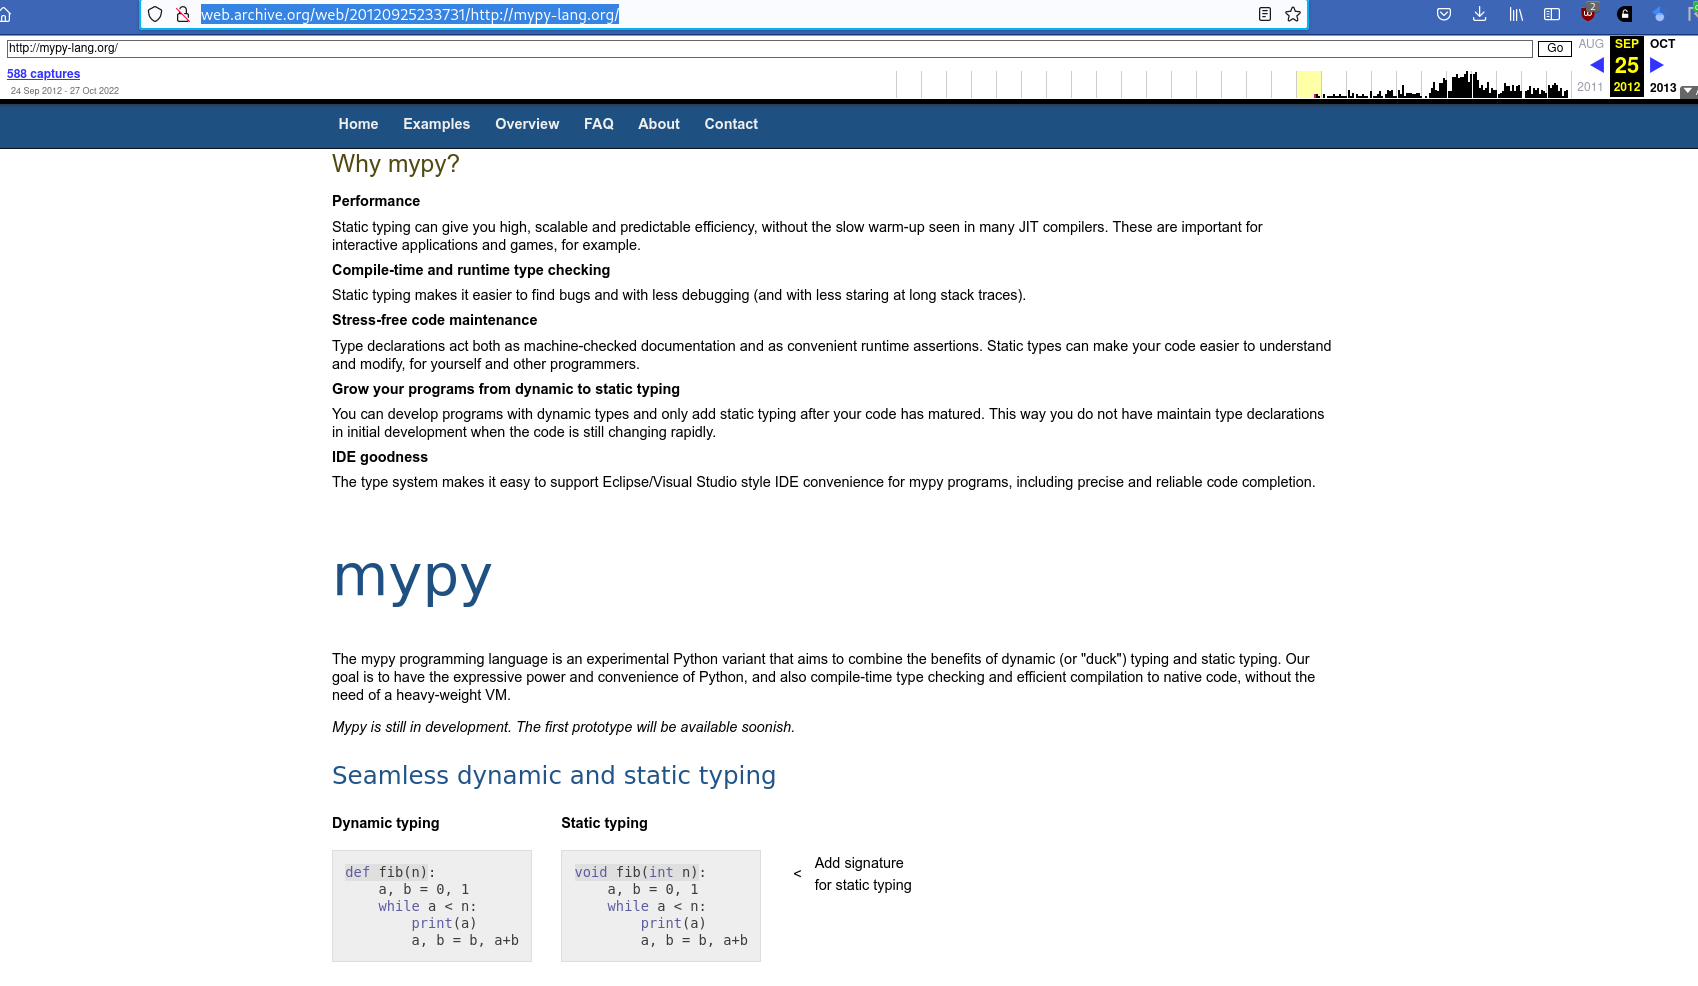 web.archive.org/web/20120925233731/http://mypy-lang.org/
2
http://mypy-lang.org/
Go
AUG
SEP
OCT
588 captures
25
24 Sep 2012 - 27 Oct 2022
2011
2012
2013
Home
Examples
Overview
FAQ
About
Contact
Why mypy?
Performance
Static typing can give you high, scalable and predictable efficiency, without the slow warm-up seen in many JIT compilers. These are important for
interactive applications and games, for example.
Compile-time and runtime type checking
Static typing makes it easier to find bugs and with less debugging (and with less staring at long stack traces).
Stress-free code maintenance
Type declarations act both as machine-checked documentation and as convenient runtime assertions. Static types can make your code easier to understand
and modify, for yourself and other programmers.
Grow your programs from dynamic to static typing
You can develop programs with dynamic types and only add static typing after your code has matured. This way you do not have maintain type declarations
in initial development when the code is still changing rapidly.
IDE goodness
The type system makes it easy to support Eclipse/Visual Studio style IDE convenience for mypy programs, including precise and reliable code completion.
mypy
The mypy programming language is an experimental Python variant that aims to combine the benefits of dynamic (or "duck") typing and static typing. Our
goal is to have the expressive power and convenience of Python, and also compile-time type checking and efficient compilation to native code, without the
need of a heavy-weight VM.
Mypy is still in development. The first prototype will be available soonish.
Seamless dynamic and static typing
Dynamic typing
def fib(n):
    a, b = 0, 1
    while a < n:
        print(a)
        a, b = b, a+b
Static typing
void fib(int n):
    a, b = 0, 1
    while a < n:
        print(a)
        a, b = b, a+b
<
Add signature
for static typing